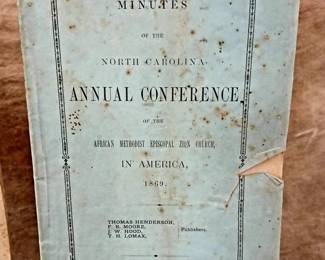 MINUTES
OF THE
NORTH CAROLINA
ANNUAL CONFERENCE,
OF THE
AFRICAN METHODIST EPISCOPAL ZION CHURCH,
IN AMERICA,
1869.
THOMAS HENDERSON,
P. R. MOORE,
J. W. HOOD, Publishers.
T. H. LOMAX,